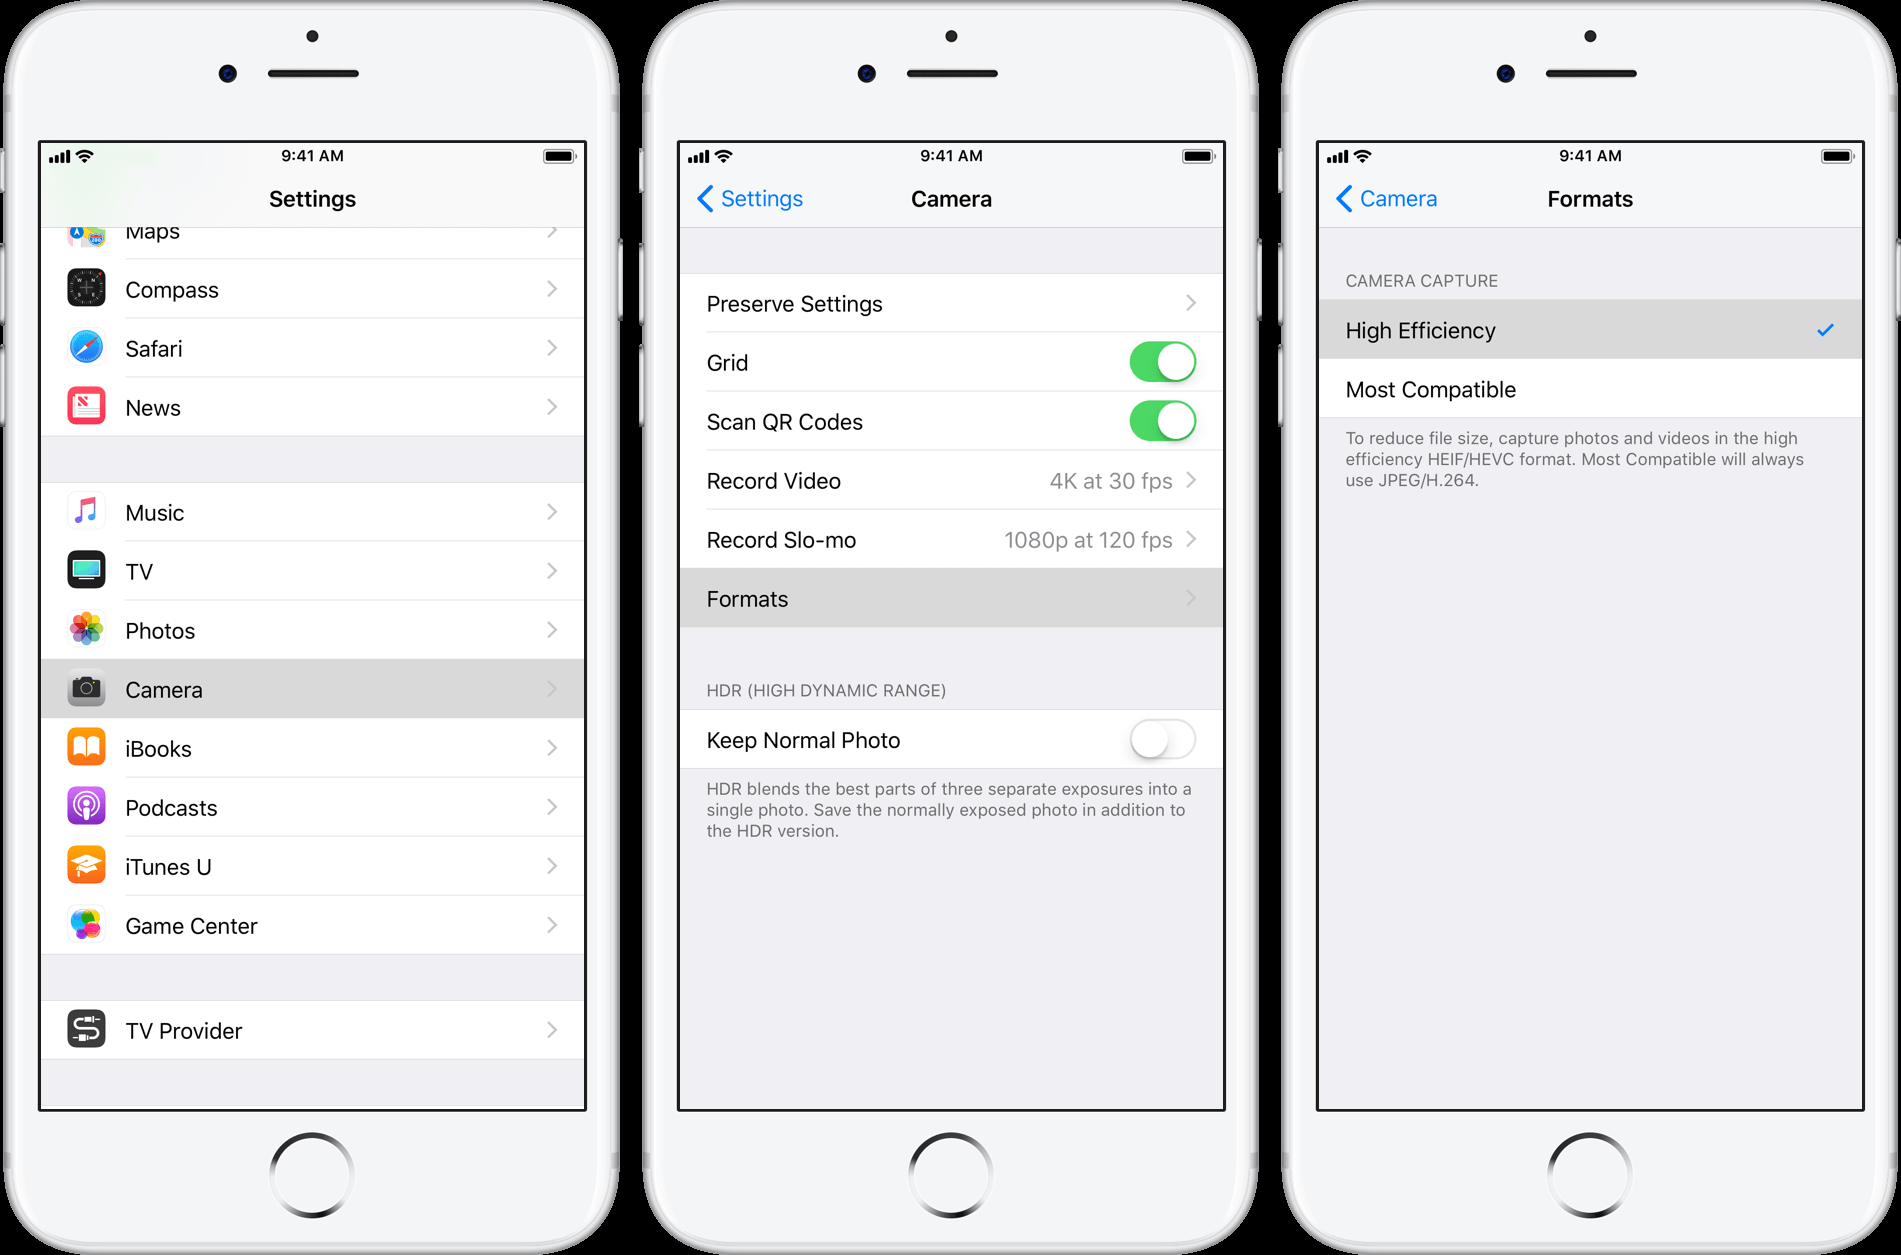 9:41 AM
Settings
Maps
Compass
Safari
News
Music
TV
Photos
Camera
iBooks
Podcasts
iTunes U
Game Center
TV Provider
9:41 AM
Settings
Camera
Preserve Settings
Grid
Scan QR Codes
Record Video 4K at 30 fps
Record Slo-mo 1080p at 120 fps
Formats
HDR (HIGH DYNAMIC RANGE)
Keep Normal Photo
HDR blends the best parts of three separate exposures into a
single photo. Save the normally exposed photo in addition to
the HDR version.
9:41 AM
Camera
Formats
CAMERA CAPTURE
High Efficiency
Most Compatible
To reduce file size, capture photos and videos in the high
efficiency HEIF/HEVC format. Most Compatible will always
use JPEG/H.264.